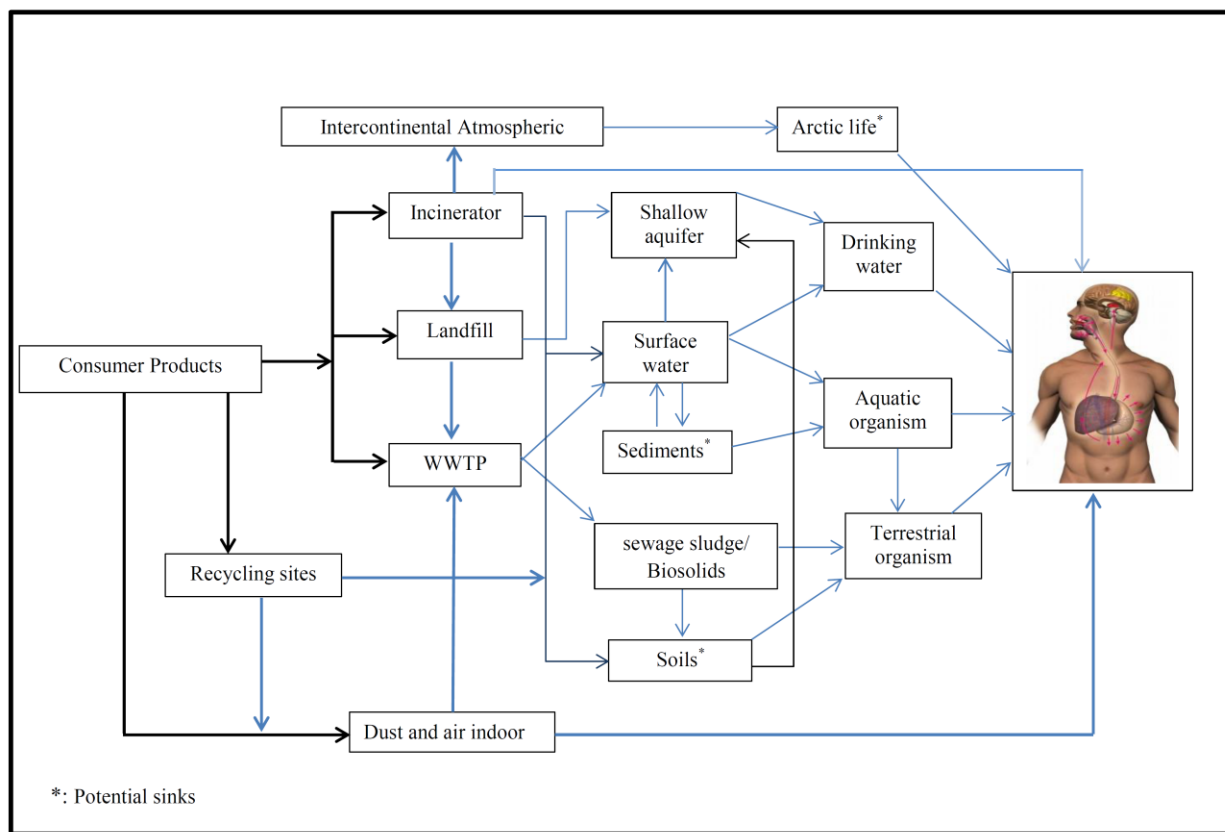 Intercontinental Atmospheric
Arctic life*
Incinerator
Shallow
aquifer
Drinking
water
Landfill
Surface
water
Consumer Products
Aquatic
organism
Sediments*
WWTP
sewage sludge/
Biosolids
Terrestrial
organism
Recycling sites
Soils*
Dust and air indoor
*: Potential sinks